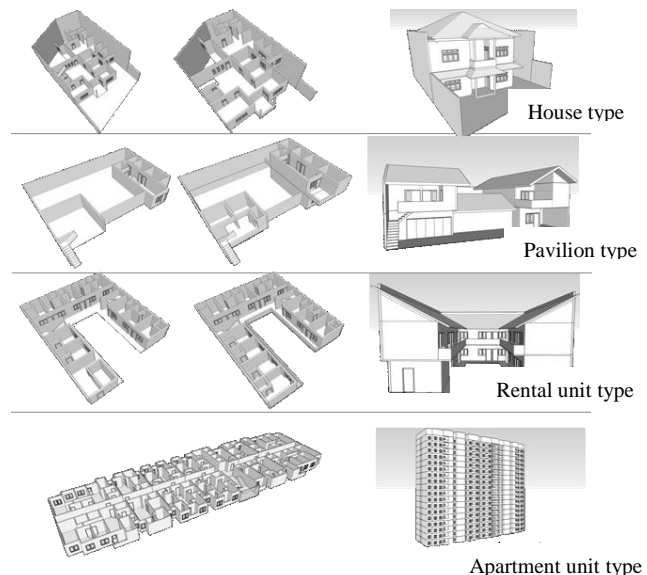 House type
Pavilion type
Rental unit type
Apartment unit type